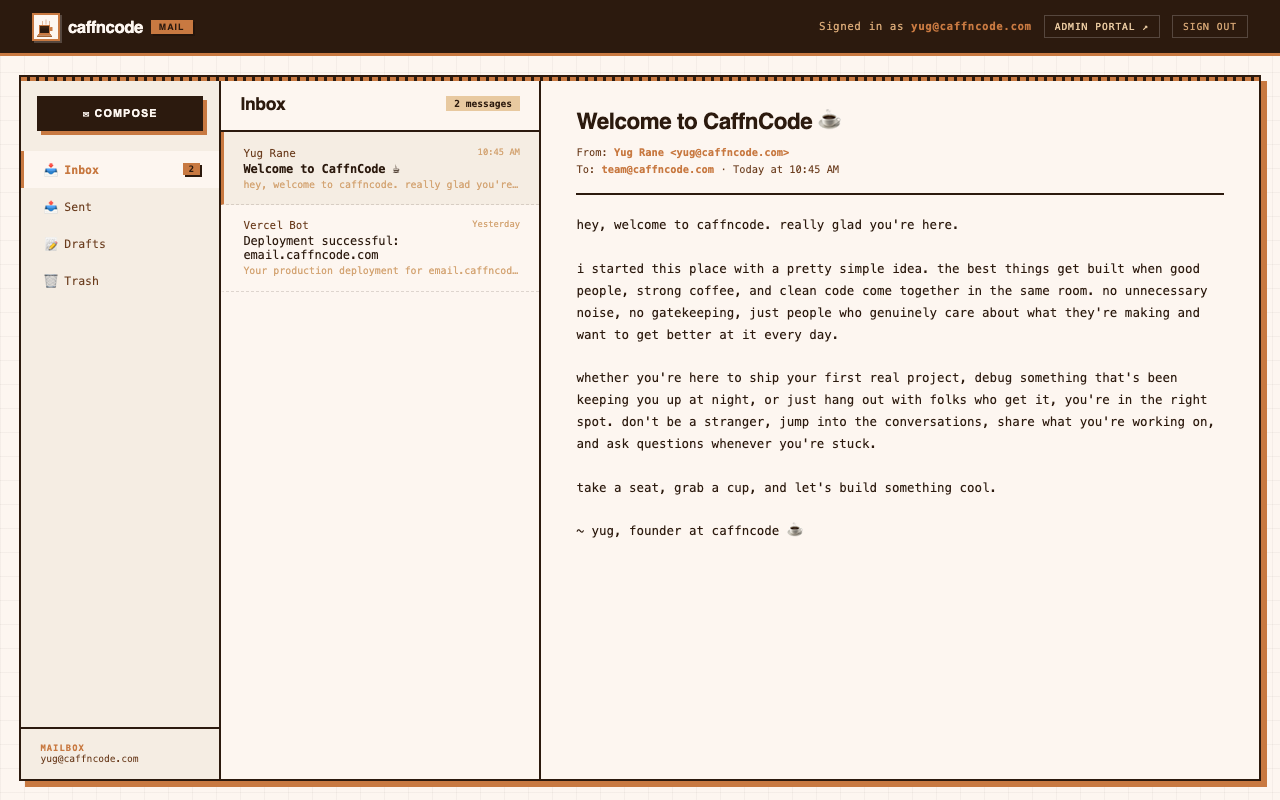 caffncode MAIL
Signed in as yug@caffncode.com
ADMIN PORTAL ↗
SIGN OUT
✉ COMPOSE
Inbox 2
Sent
Drafts
Trash
MAILBOX
yug@caffncode.com
Inbox
2 messages
Yug Rane 10:45 AM
Welcome to CaffnCode ☕
hey, welcome to caffncode. really glad you're…
Vercel Bot Yesterday
Deployment successful:
email.caffncode.com
Your production deployment for email.caffncod…
Welcome to CaffnCode ☕
From: Yug Rane <yug@caffncode.com>
To: team@caffncode.com · Today at 10:45 AM
hey, welcome to caffncode. really glad you're here.
i started this place with a pretty simple idea. the best things get built when good
people, strong coffee, and clean code come together in the same room. no unnecessary
noise, no gatekeeping, just people who genuinely care about what they're making and
want to get better at it every day.
whether you're here to ship your first real project, debug something that's been
keeping you up at night, or just hang out with folks who get it, you're in the right
spot. don't be a stranger, jump into the conversations, share what you're working on,
and ask questions whenever you're stuck.
take a seat, grab a cup, and let's build something cool.
~ yug, founder at caffncode ☕